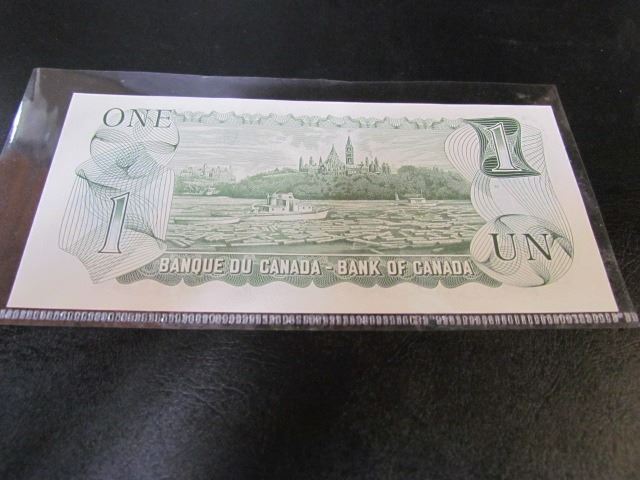 ONE
1
1
UN
BANQUE DU CANADA - BANK OF CANADA